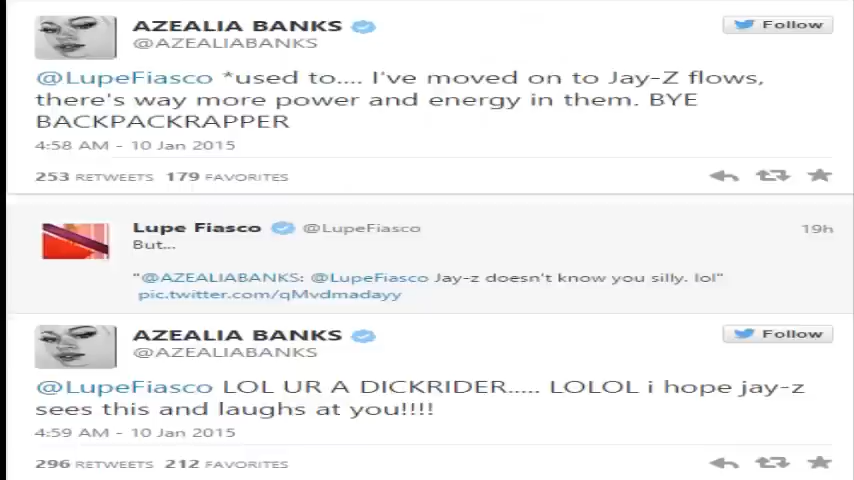 AZEALIA BANKS
Follow
@AZEALIABANKS
@LupeFiasco *used to.... I've moved on to Jay-Z flows,
there's way more power and energy in them. BYE
BACKPACKRAPPER
4:58 AM - 10 Jan 2015
253 RETWEETS 179 FAVORITES
Lupe Fiasco @LupeFiasco 19h
But...
"@AZEALIABANKS: @LupeFiasco Jay-z doesn't know you silly. lol"
pic.twitter.com/qMvdmadayy
AZEALIA BANKS
Follow
@AZEALIABANKS
@LupeFiasco LOL UR A DICKRIDER..... LOLOL i hope jay-z
sees this and laughs at you!!!!
4:59 AM - 10 Jan 2015
296 RETWEETS 212 FAVORITES